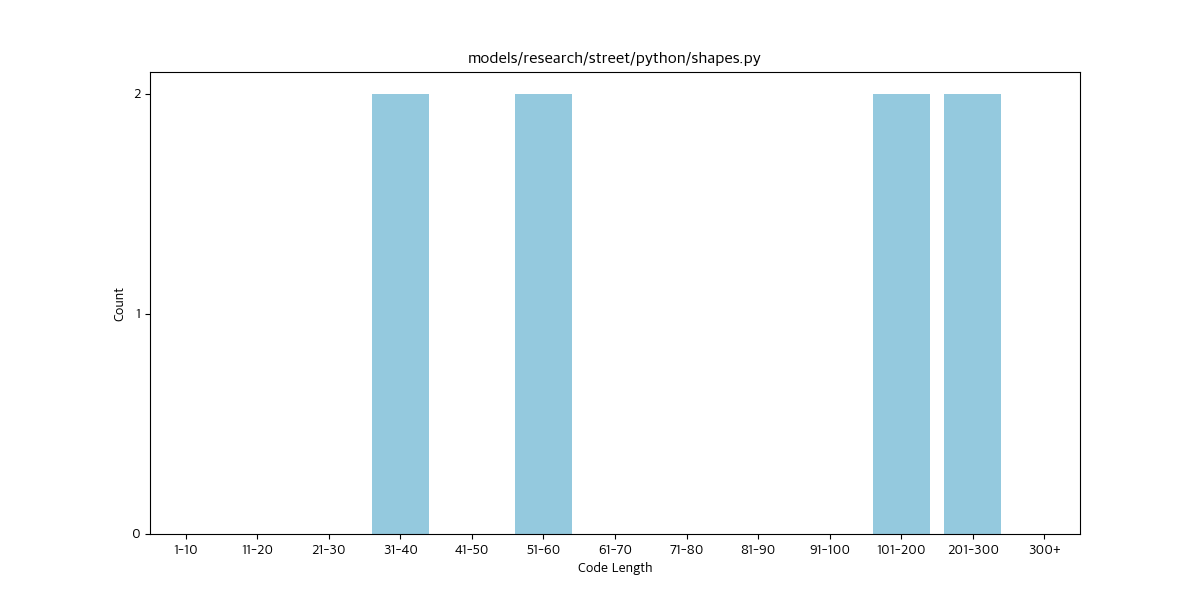 models/research/street/python/shapes.py
Count
2
1
0
1-10 11-20 21-30 31-40 41-50 51-60 61-70 71-80 81-90 91-100 101-200 201-300 300+
Code Length